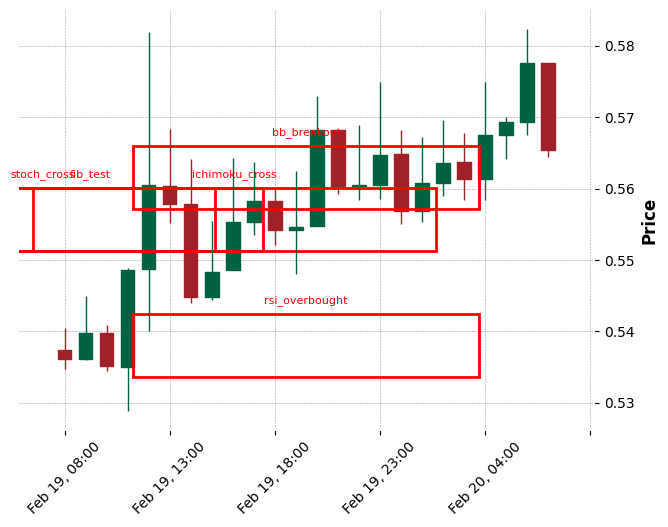 0.58
0.57
bb_breakout
stoch_cross
fib_test
ichimoku_cross
0.56
Price
0.55
rsi_overbought
0.54
0.53
Feb 19, 08:00
Feb 19, 13:00
Feb 19, 18:00
Feb 19, 23:00
Feb 20, 04:00